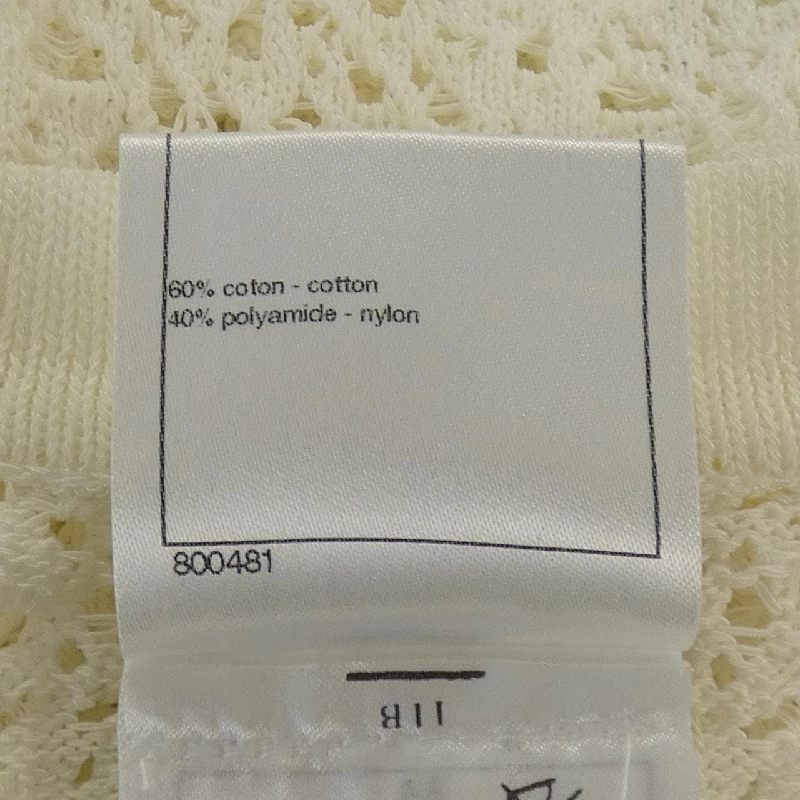 60% coton - cotton
40% polyamide - nylon
800481
11B